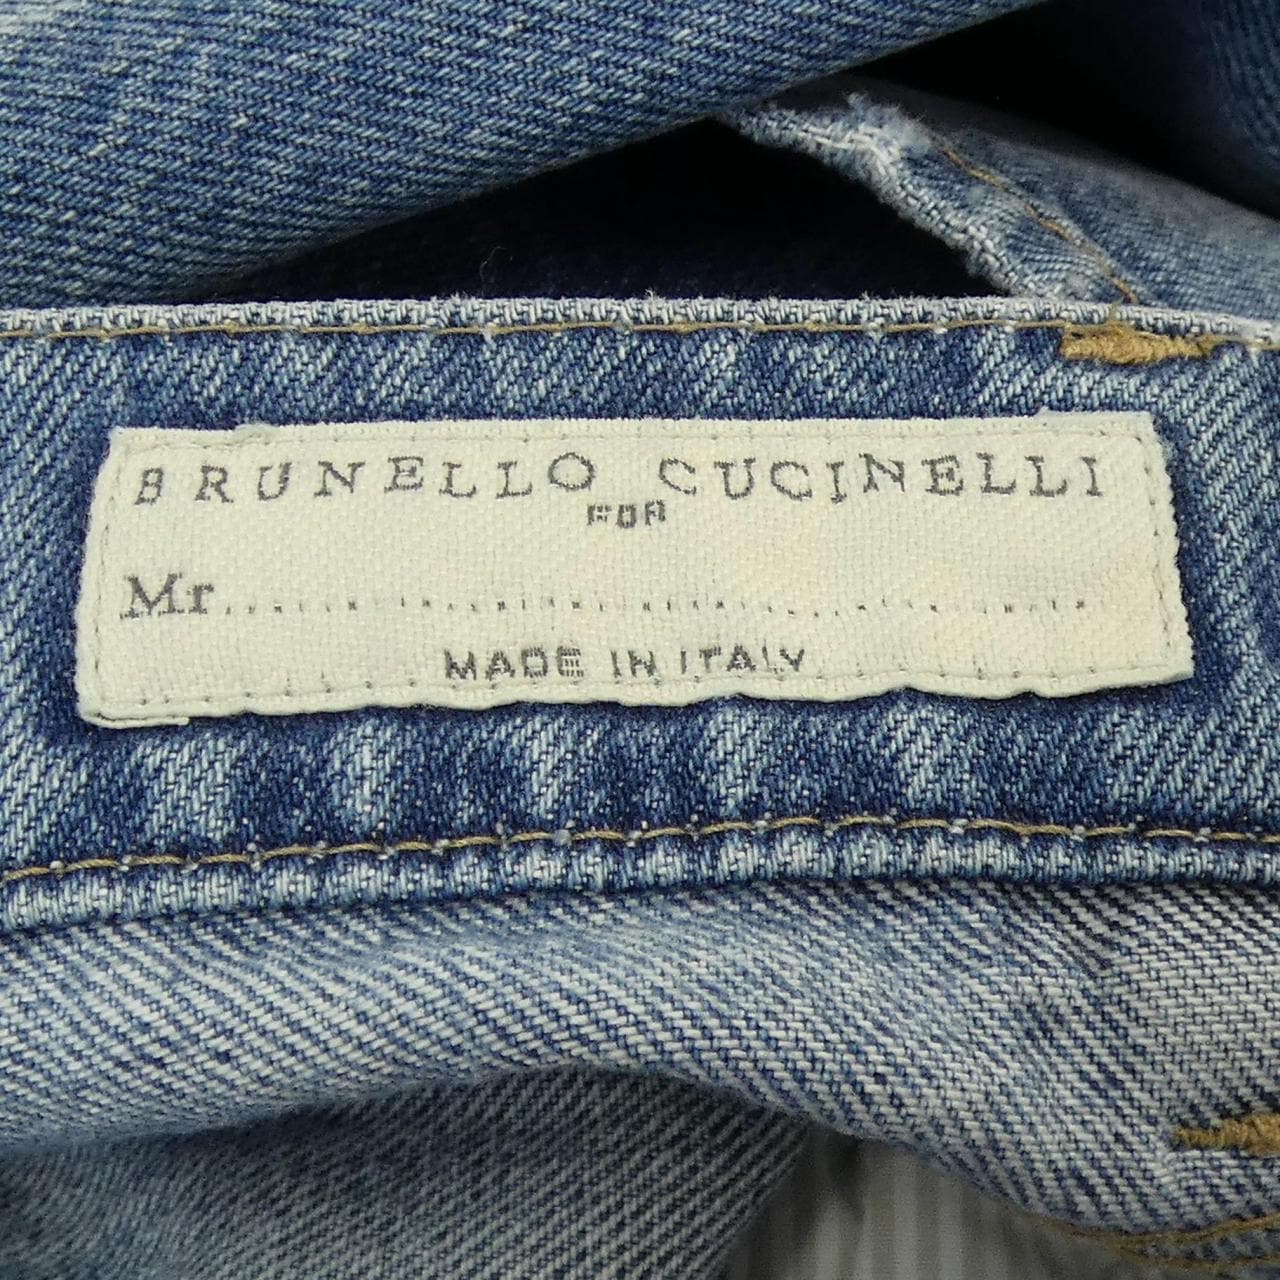 BRUNELLO CUCINELLI
FOR
Mr.............................................
MADE IN ITALY